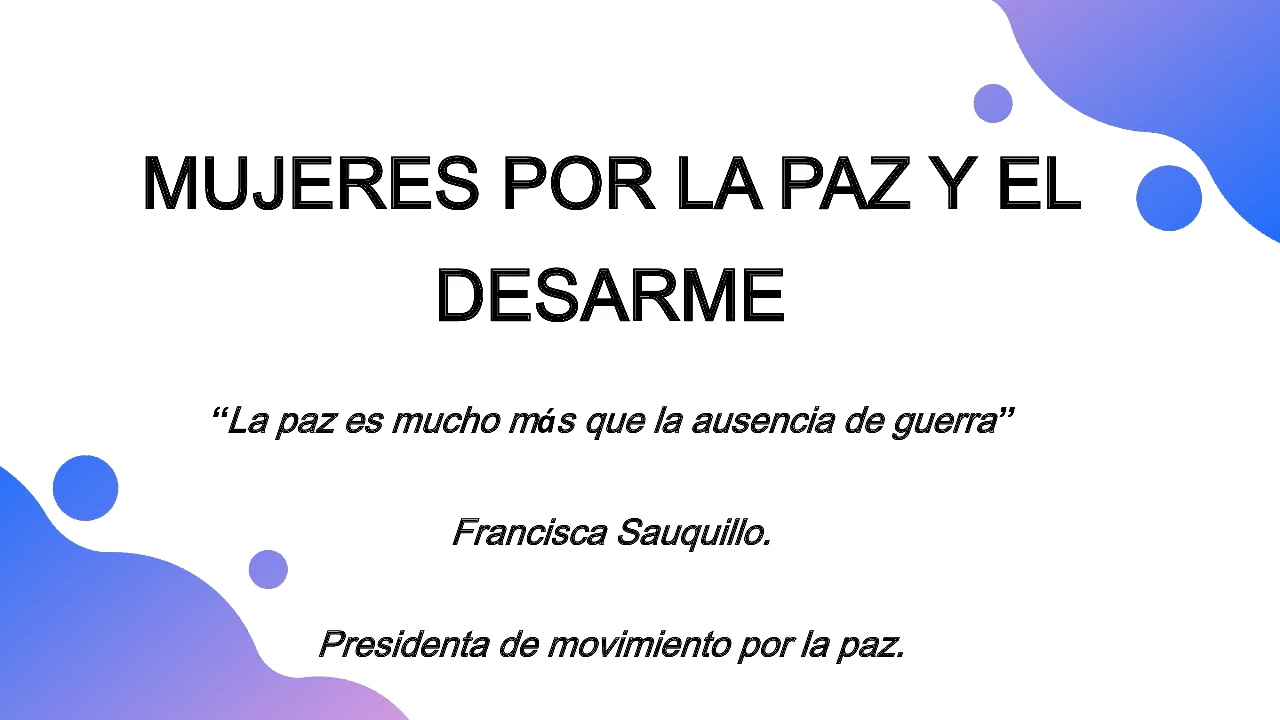 MUJERES POR LA PAZ Y EL
DESARME
“La paz es mucho más que la ausencia de guerra”
Francisca Sauquillo.
Presidenta de movimiento por la paz.